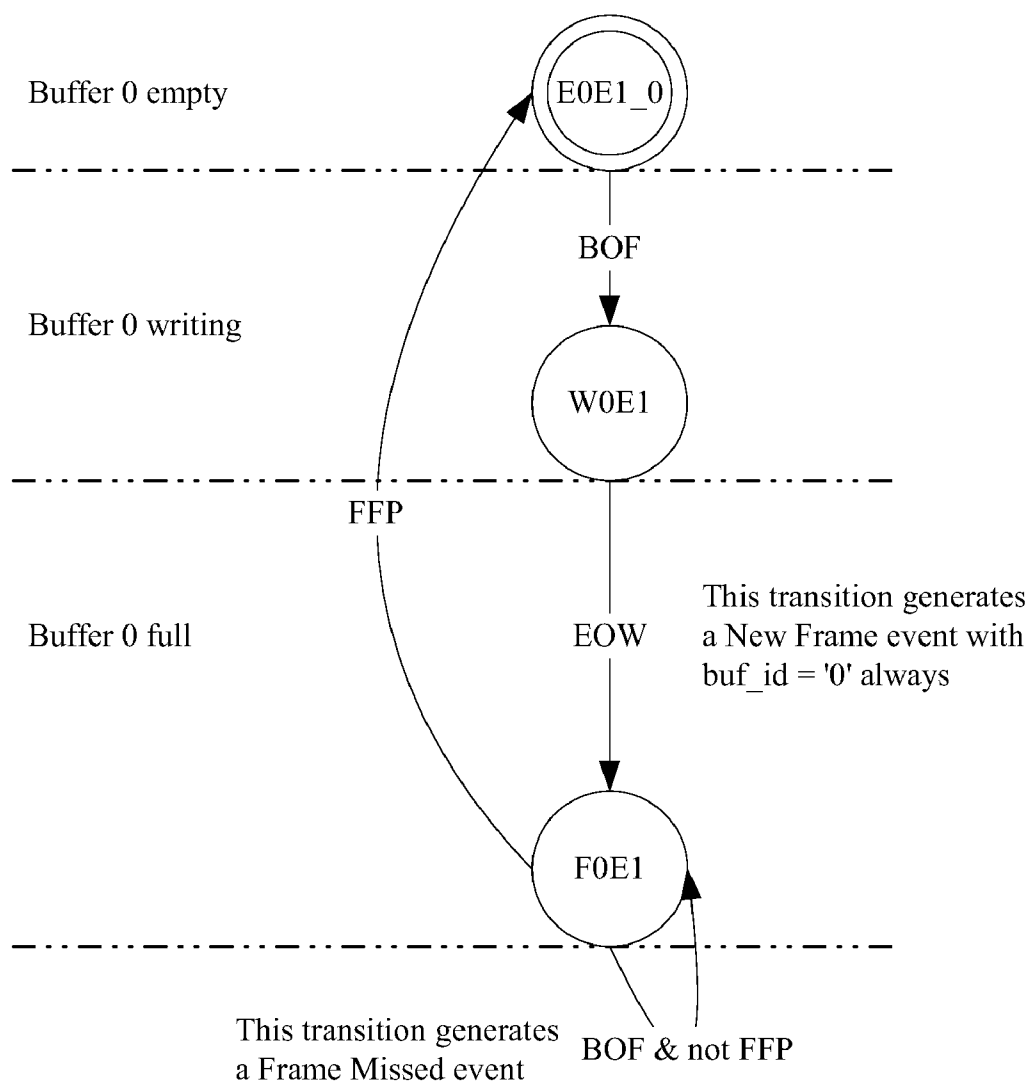 E0E1_0
Buffer 0 empty
BOF
Buffer 0 writing
W0E1
FFP
This transition generates
a New Frame event with
buf_id = '0' always
EOW
Buffer 0 full
F0E1
This transition generates
a Frame Missed event
BOF & not FFP